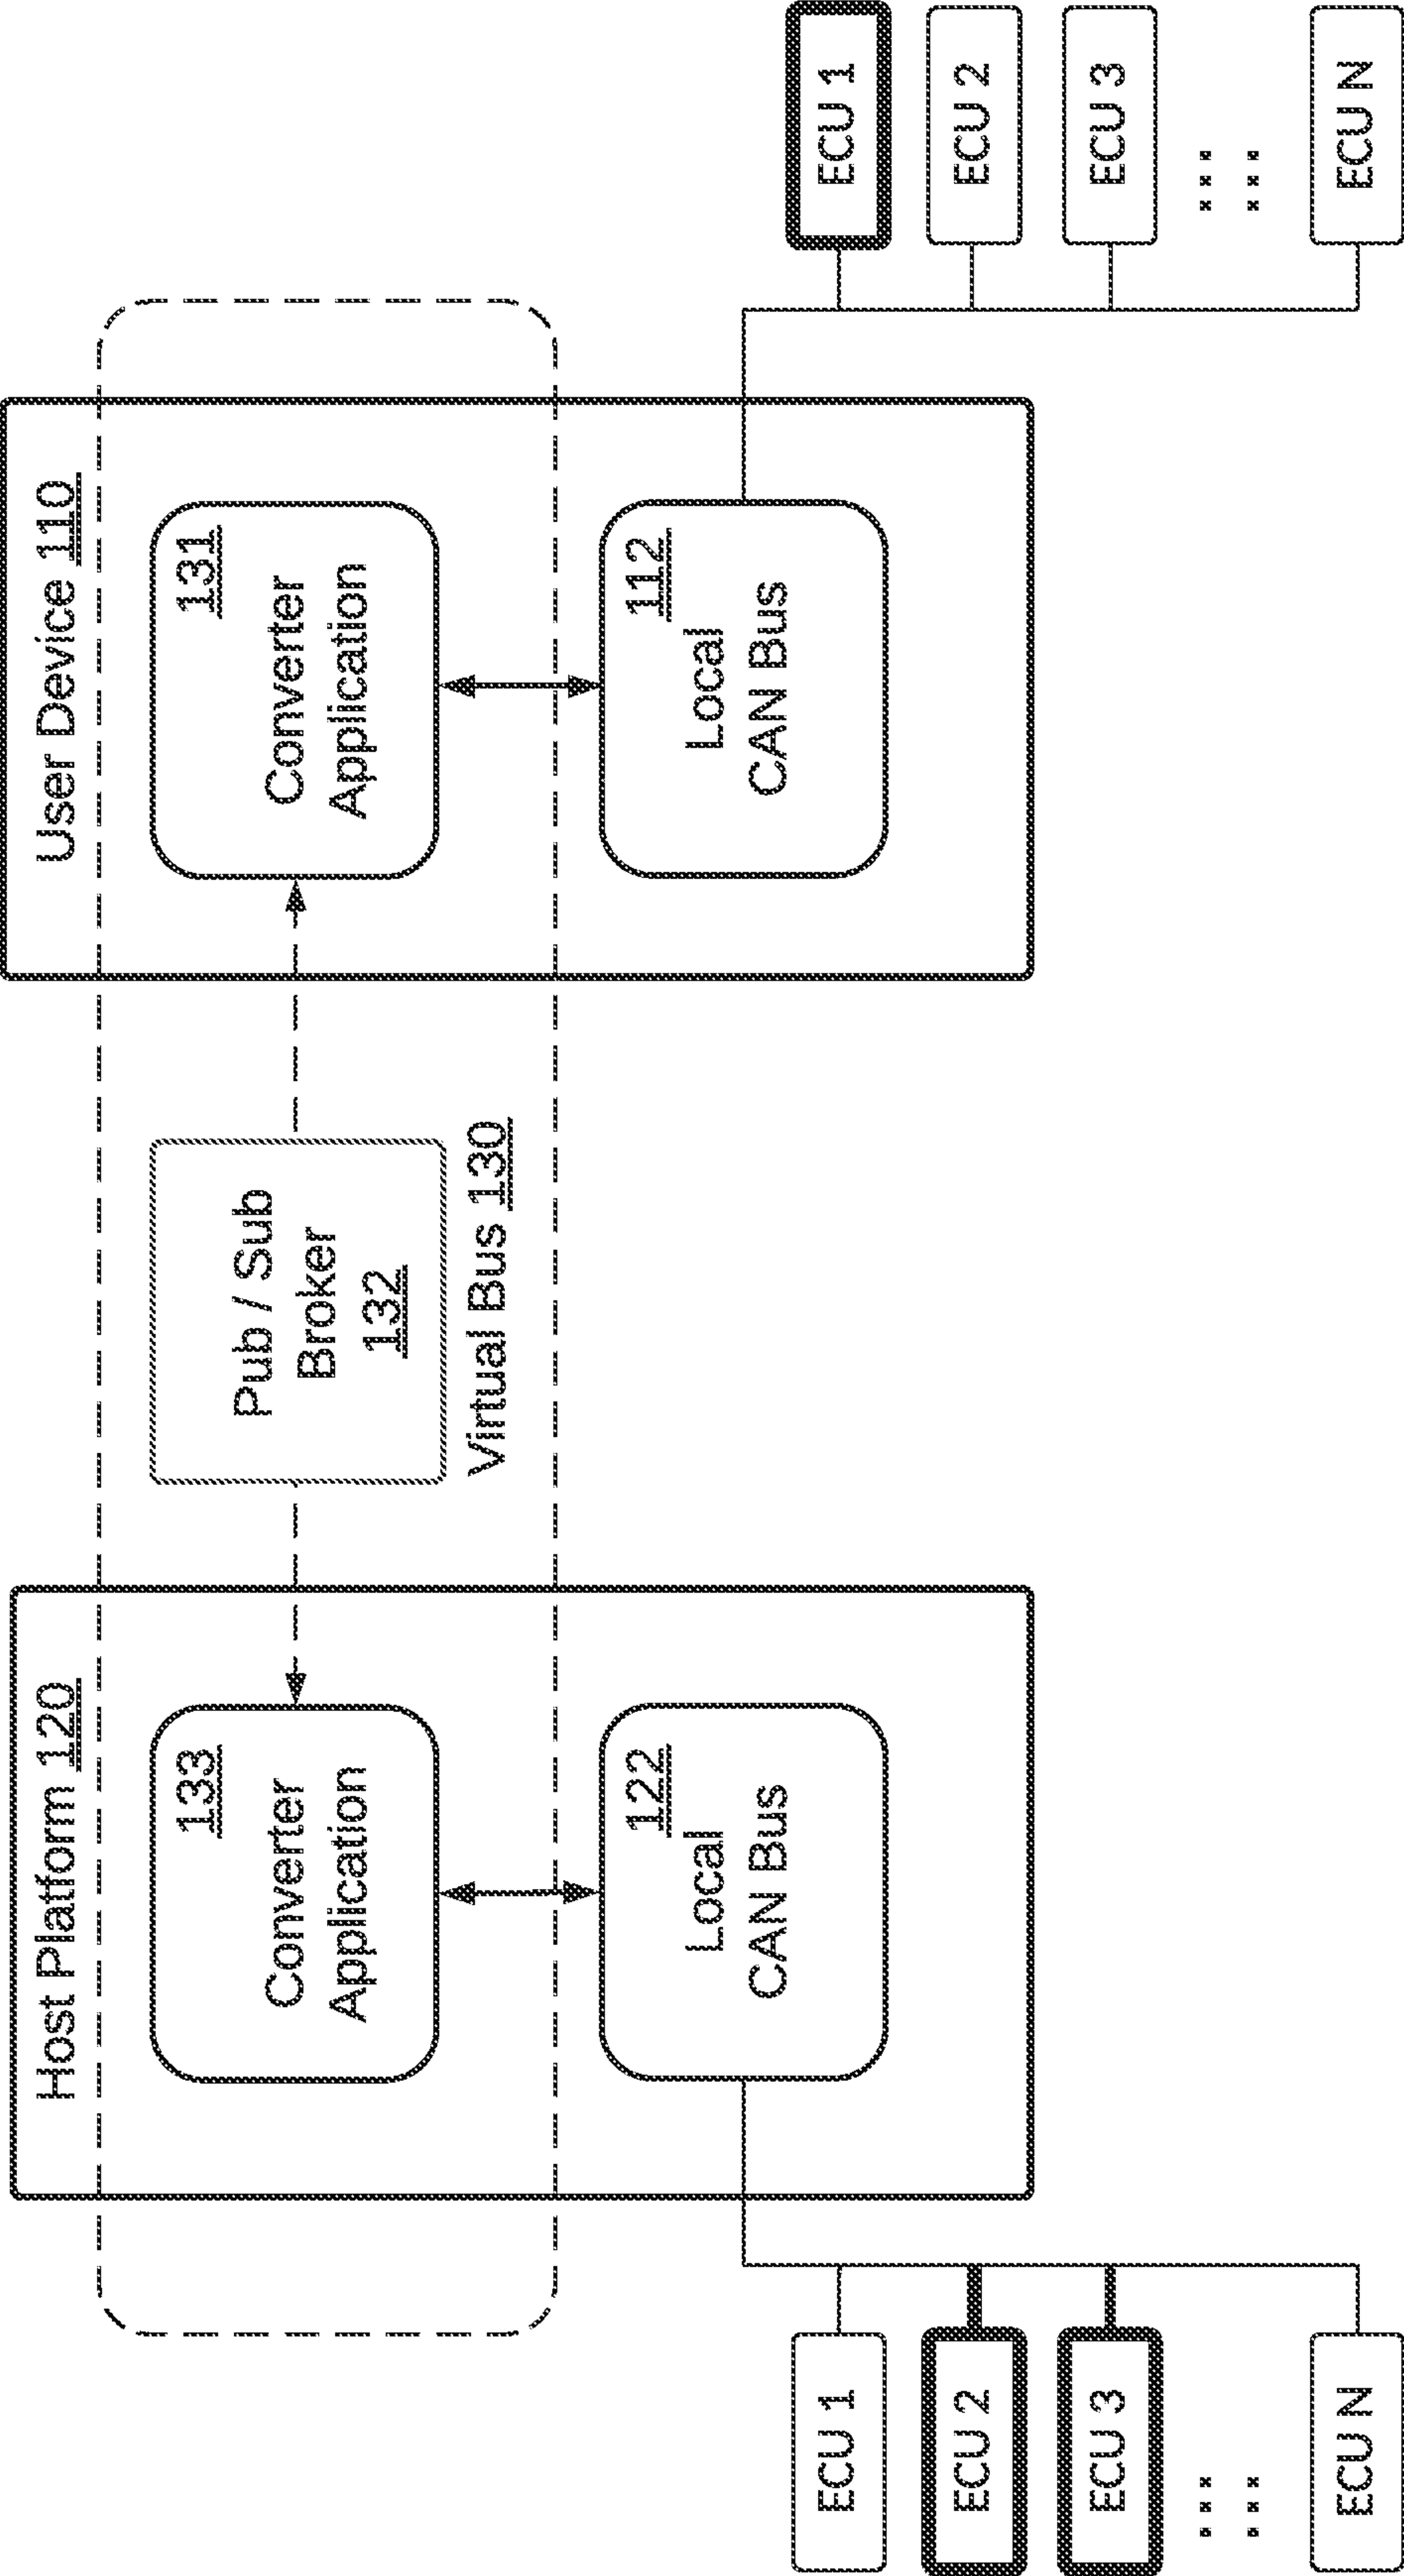 Host Platform 120
133
Converter
Application
122
Local
CAN Bus
ECU 1
ECU 2
ECU 3
ECU N
Pub / Sub
Broker
132
Virtual Bus 130
User Device 110
131
Converter
Application
112
Local
CAN Bus
ECU 1
ECU 2
ECU 3
ECU N